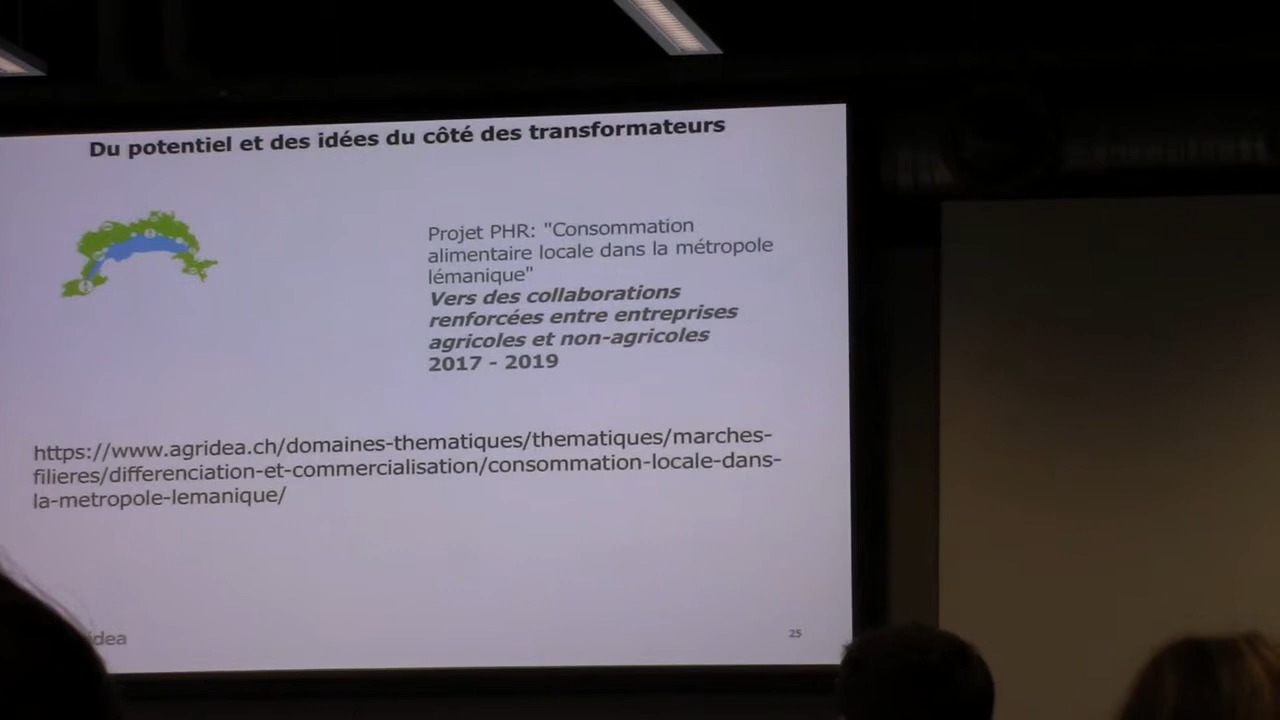 Du potentiel et des idées du côté des transformateurs
Projet PHR: "Consommation
alimentaire locale dans la métropole
lémanique"
Vers des collaborations
renforcées entre entreprises
agricoles et non-agricoles
2017 - 2019
https://www.agridea.ch/domaines-thematiques/thematiques/marches-
filieres/differenciation-et-commercialisation/consommation-locale-dans-
la-metropole-lemanique/
idea
25